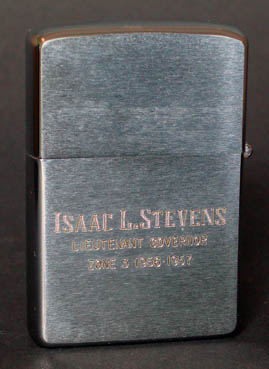 ISAAC L. STEVENS
LIEUTENANT GOVERNOR
ZONE 3 1956-1957